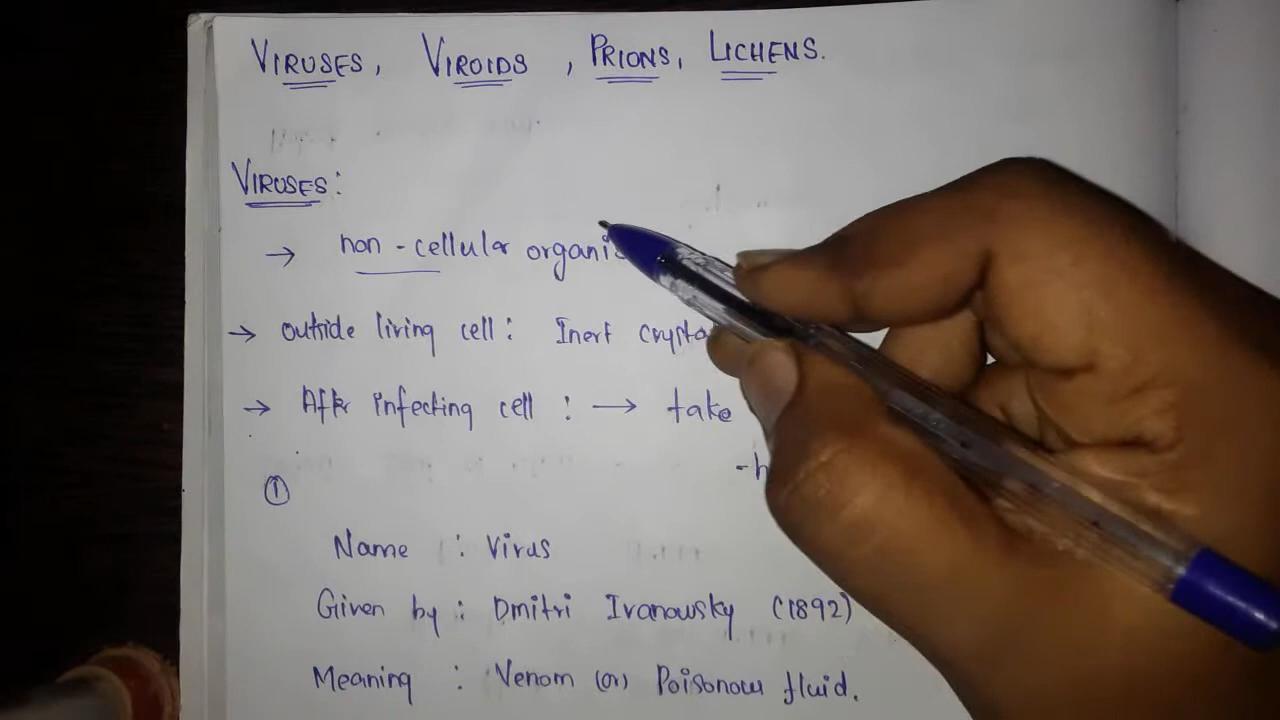 VIRUSES, VIROIDS, PRIONS, LICHENS.
VIRUSES:
→ non-cellular organis
→ outside living cell: Inert crysta
→ After infecting cell : → take
-h
①
Name : Virus
Given by : Dmitri Ivanowsky (1892)
Meaning : Venom (or) Poisonous fluid.